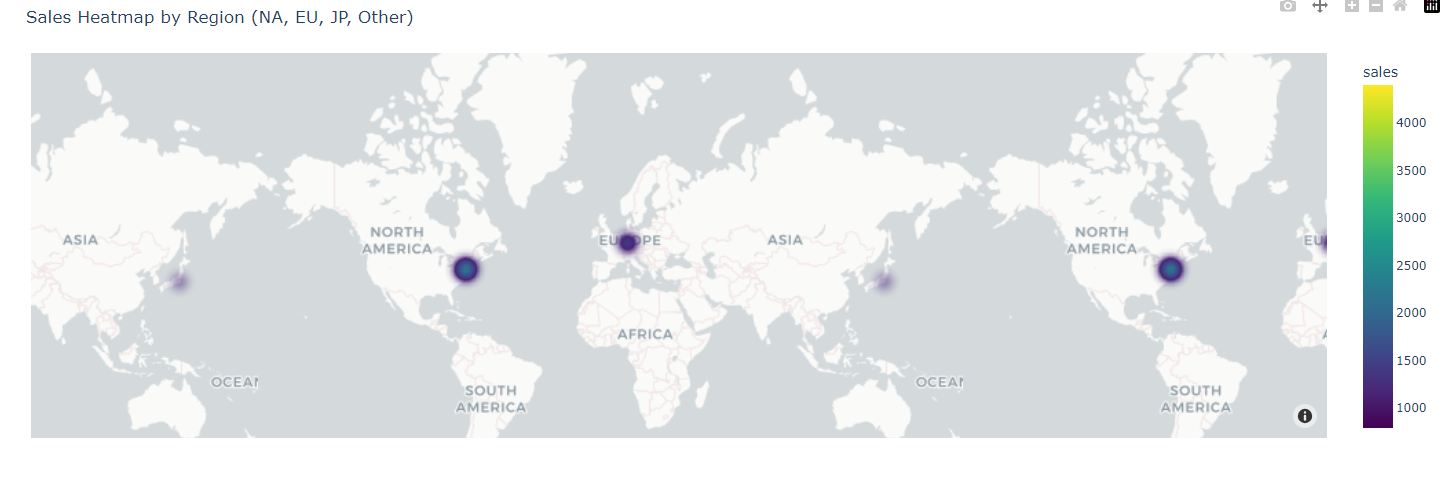 Sales Heatmap by Region (NA, EU, JP, Other)
sales
4000
3500
3000
2500
2000
1500
1000
ASIA
NORTH
AMERICA
EUROPE
ASIA
NORTH
AMERICA
EU
AFRICA
A
OCEAN
SOUTH
AMERICA
OCEAN
SOUTH
AMERICA